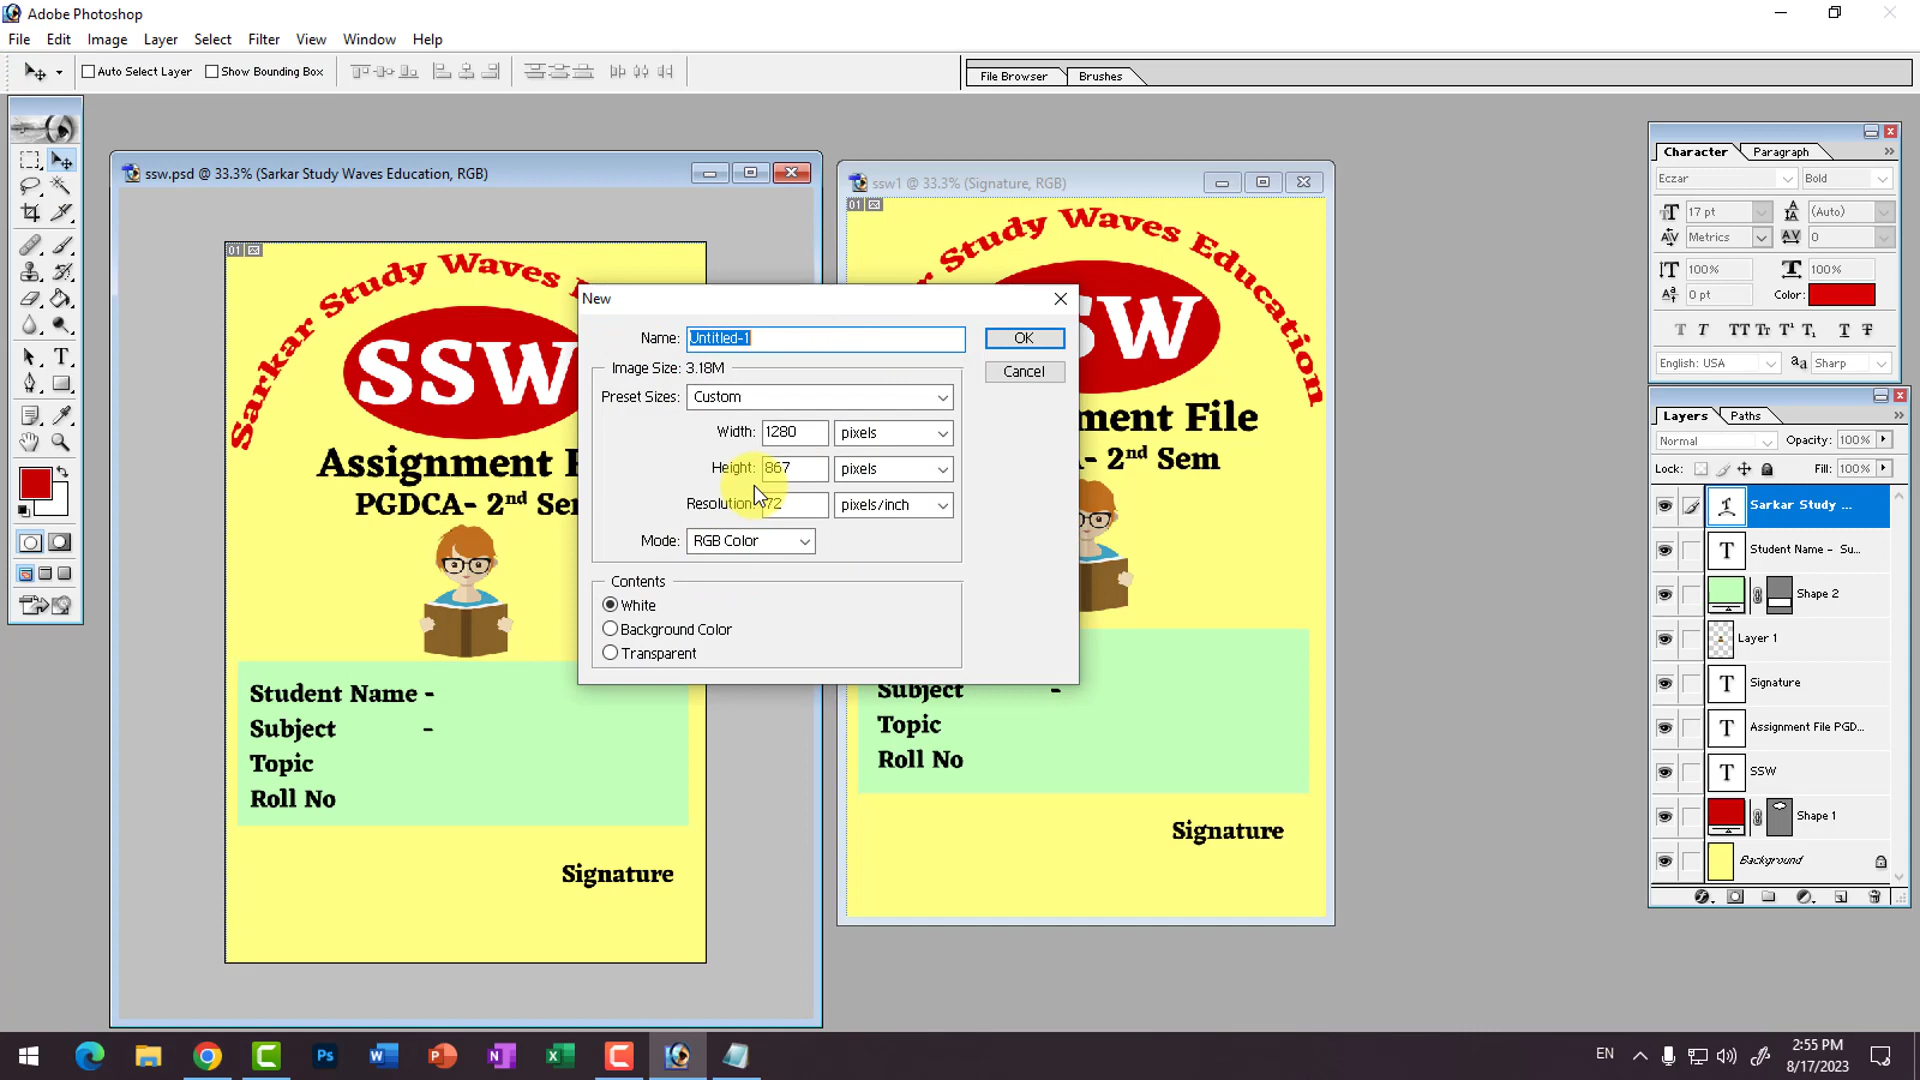 Adobe Photoshop
File Edit Image Layer Select Filter View Window Help
Auto Select Layer Show Bounding Box
File Browser Brushes
ssw.psd @ 33.3% (Sarkar Study Waves Education, RGB)
01
Sarkar Study Waves E
SSW
Assignment F
PGDCA- 2nd Se
Student Name -
Subject -
Topic
Roll No
Signature
ssw1 @ 33.3% (Signature, RGB)
01
Study Waves Education
SW
ment File
- 2nd Sem
Subject -
Topic
Roll No
Signature
New
Name: Untitled-1
OK
Image Size: 3.18M
Cancel
Preset Sizes: Custom
Width: 1280 pixels
Height: 867 pixels
Resolution: 72 pixels/inch
Mode: RGB Color
Contents
White
Background Color
Transparent
Character Paragraph
Eczar Bold
17 pt (Auto)
Metrics 0
100% 100%
0 pt Color:
English: USA aa Sharp
Layers Paths
Normal Opacity: 100%
Lock: Fill: 100%
Sarkar Study ...
Student Name - Su...
Shape 2
Layer 1
Signature
Assignment File PGD...
SSW
Shape 1
Background
EN
2:55 PM
8/17/2023